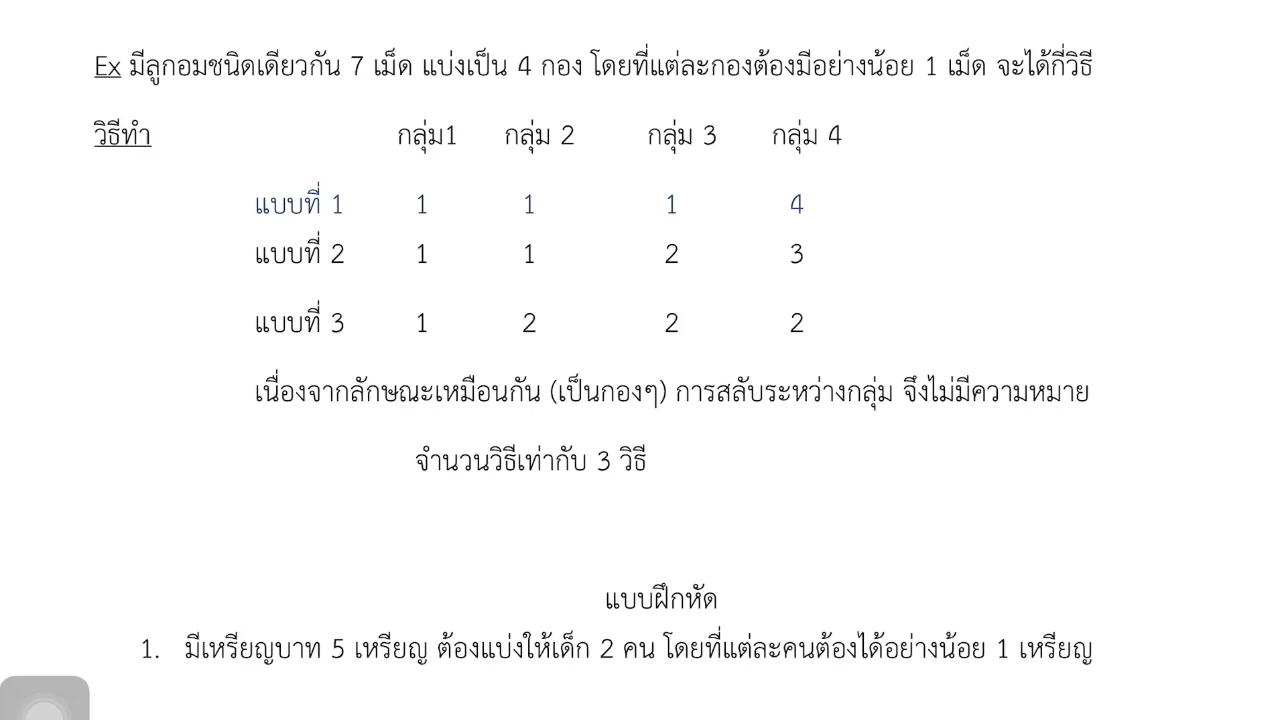 Ex มีลูกอมชนิดเดียวกัน 7 เม็ด แบ่งเป็น 4 กอง โดยที่แต่ละกองต้องมีอย่างน้อย 1 เม็ด จะได้กี่วิธี
วิธีทำ กลุ่ม1 กลุ่ม 2 กลุ่ม 3 กลุ่ม 4
แบบที่ 1 1 1 1 4
แบบที่ 2 1 1 2 3
แบบที่ 3 1 2 2 2
เนื่องจากลักษณะเหมือนกัน (เป็นกองๆ) การสลับระหว่างกลุ่ม จึงไม่มีความหมาย
จำนวนวิธีเท่ากับ 3 วิธี
แบบฝึกหัด
1. มีเหรียญบาท 5 เหรียญ ต้องแบ่งให้เด็ก 2 คน โดยที่แต่ละคนต้องได้อย่างน้อย 1 เหรียญ